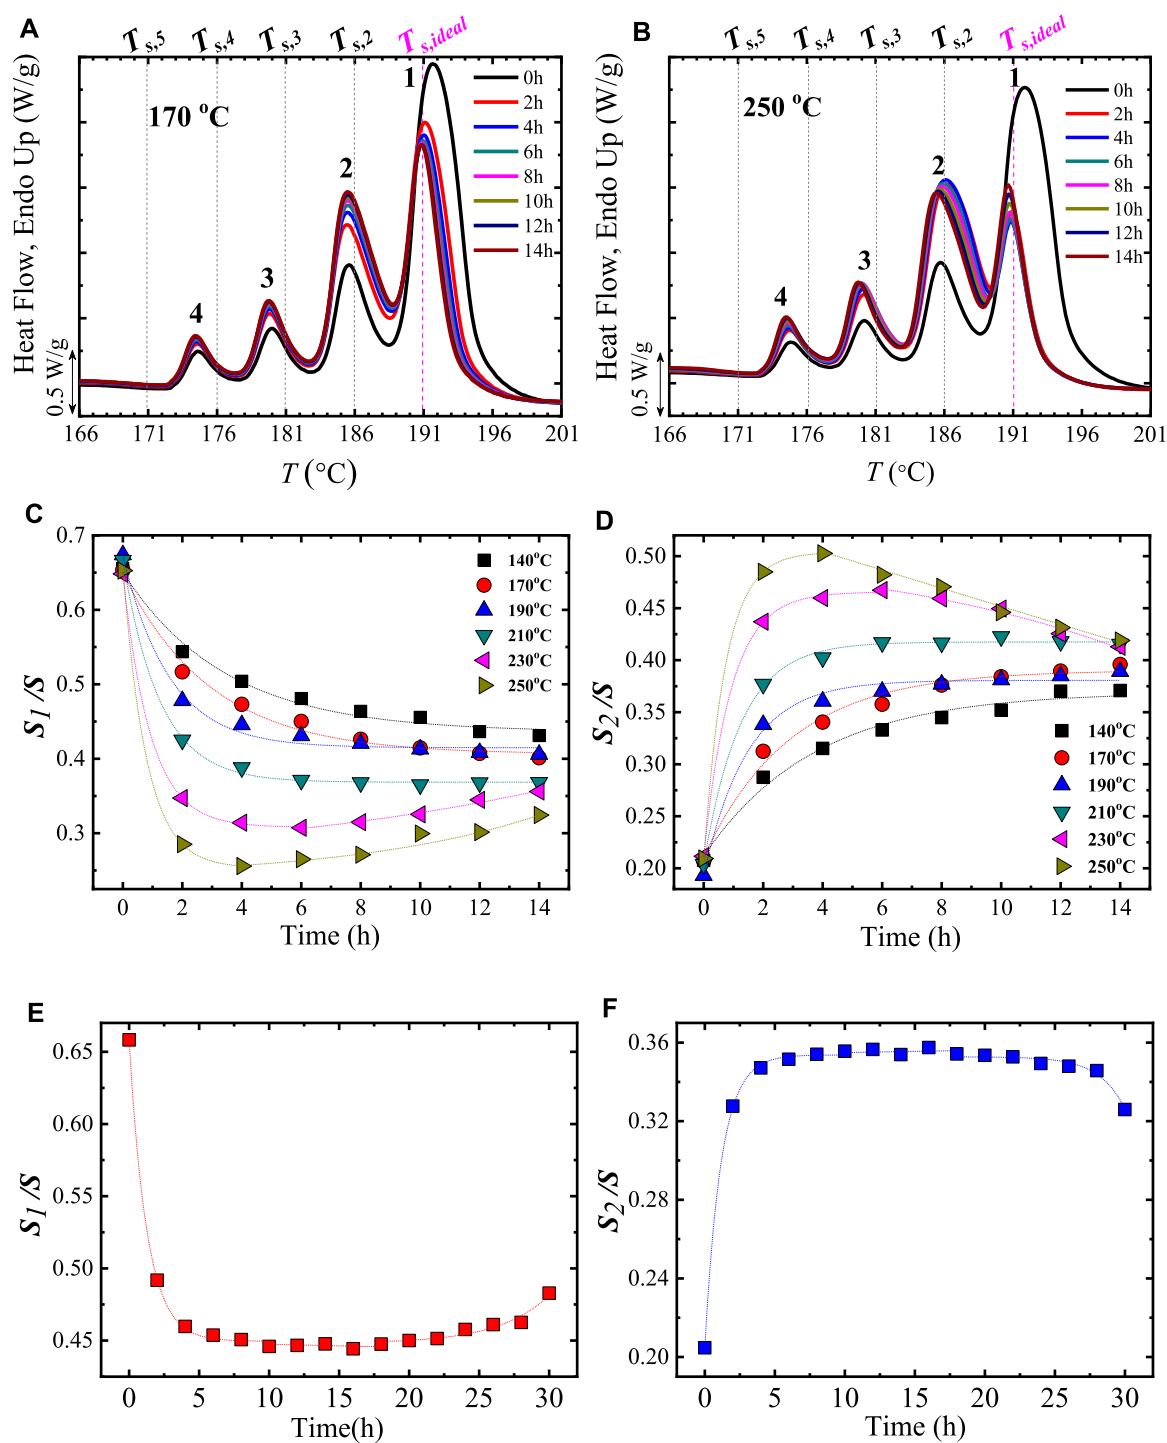 A
T s,5 T s,4 T s,3 T s,2 T s,ideal
Heat Flow, Endo Up (W/g)
0.5 W/g
170 °C
1
2
3
4
0h
2h
4h
6h
8h
10h
12h
14h
166 171 176 181 186 191 196 201
T (°C)
B
T s,5 T s,4 T s,3 T s,2 T s,ideal
Heat Flow, Endo Up (W/g)
0.5 W/g
250 °C
1
2
3
4
0h
2h
4h
6h
8h
10h
12h
14h
166 171 176 181 186 191 196 201
T (°C)
C
S1/S
0.7
0.6
0.5
0.4
0.3
140°C
170°C
190°C
210°C
230°C
250°C
0 2 4 6 8 10 12 14
Time (h)
D
S2/S
0.50
0.45
0.40
0.35
0.30
0.25
0.20
140°C
170°C
190°C
210°C
230°C
250°C
0 2 4 6 8 10 12 14
Time (h)
E
S1/S
0.65
0.60
0.55
0.50
0.45
0 5 10 15 20 25 30
Time(h)
F
S2/S
0.36
0.32
0.28
0.24
0.20
0 5 10 15 20 25 30
Time (h)